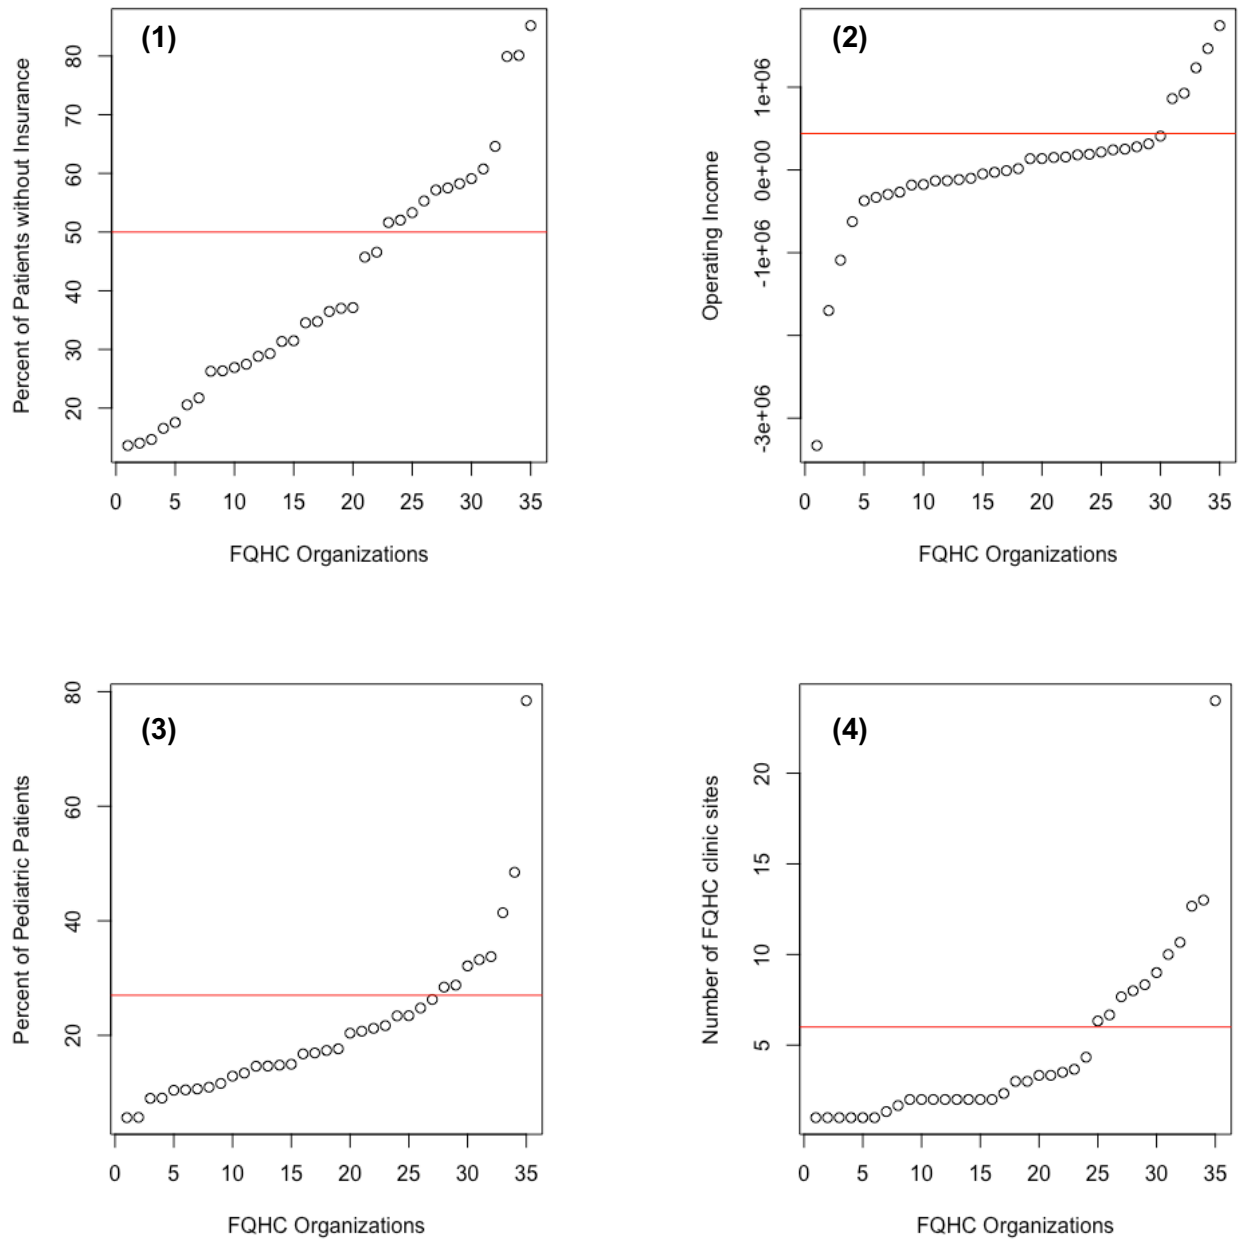 (1)
Percent of Patients without Insurance
80
70
60
50
40
30
20
0 5 10 15 20 25 30 35
FQHC Organizations
(2)
Operating Income
1e+06
0e+00
-1e+06
-3e+06
0 5 10 15 20 25 30 35
FQHC Organizations
(3)
Percent of Pediatric Patients
80
60
40
20
0 5 10 15 20 25 30 35
FQHC Organizations
(4)
Number of FQHC clinic sites
20
15
10
5
0 5 10 15 20 25 30 35
FQHC Organizations